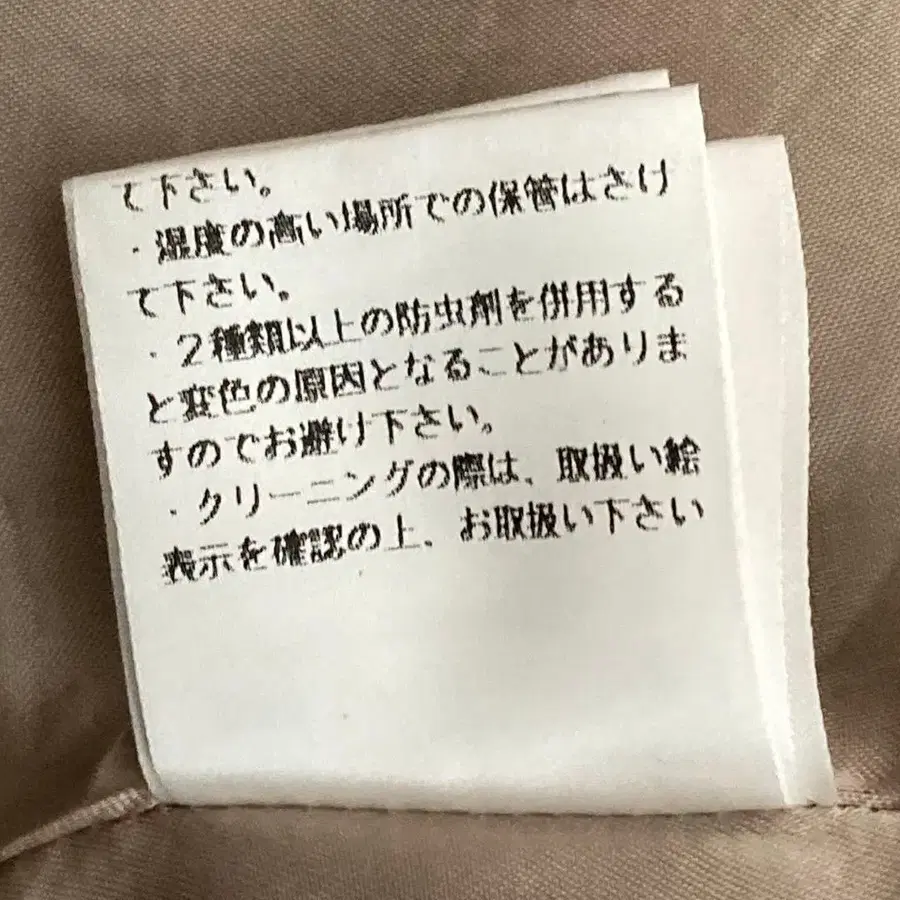 て下さい。
・湿度の高い場所での保管はさけ
て下さい。
・２種類以上の防虫剤を併用する
と変色の原因となることがありま
すのでお避け下さい。
・クリーニングの際は、取扱い絵
表示を確認の上、お取扱い下さい